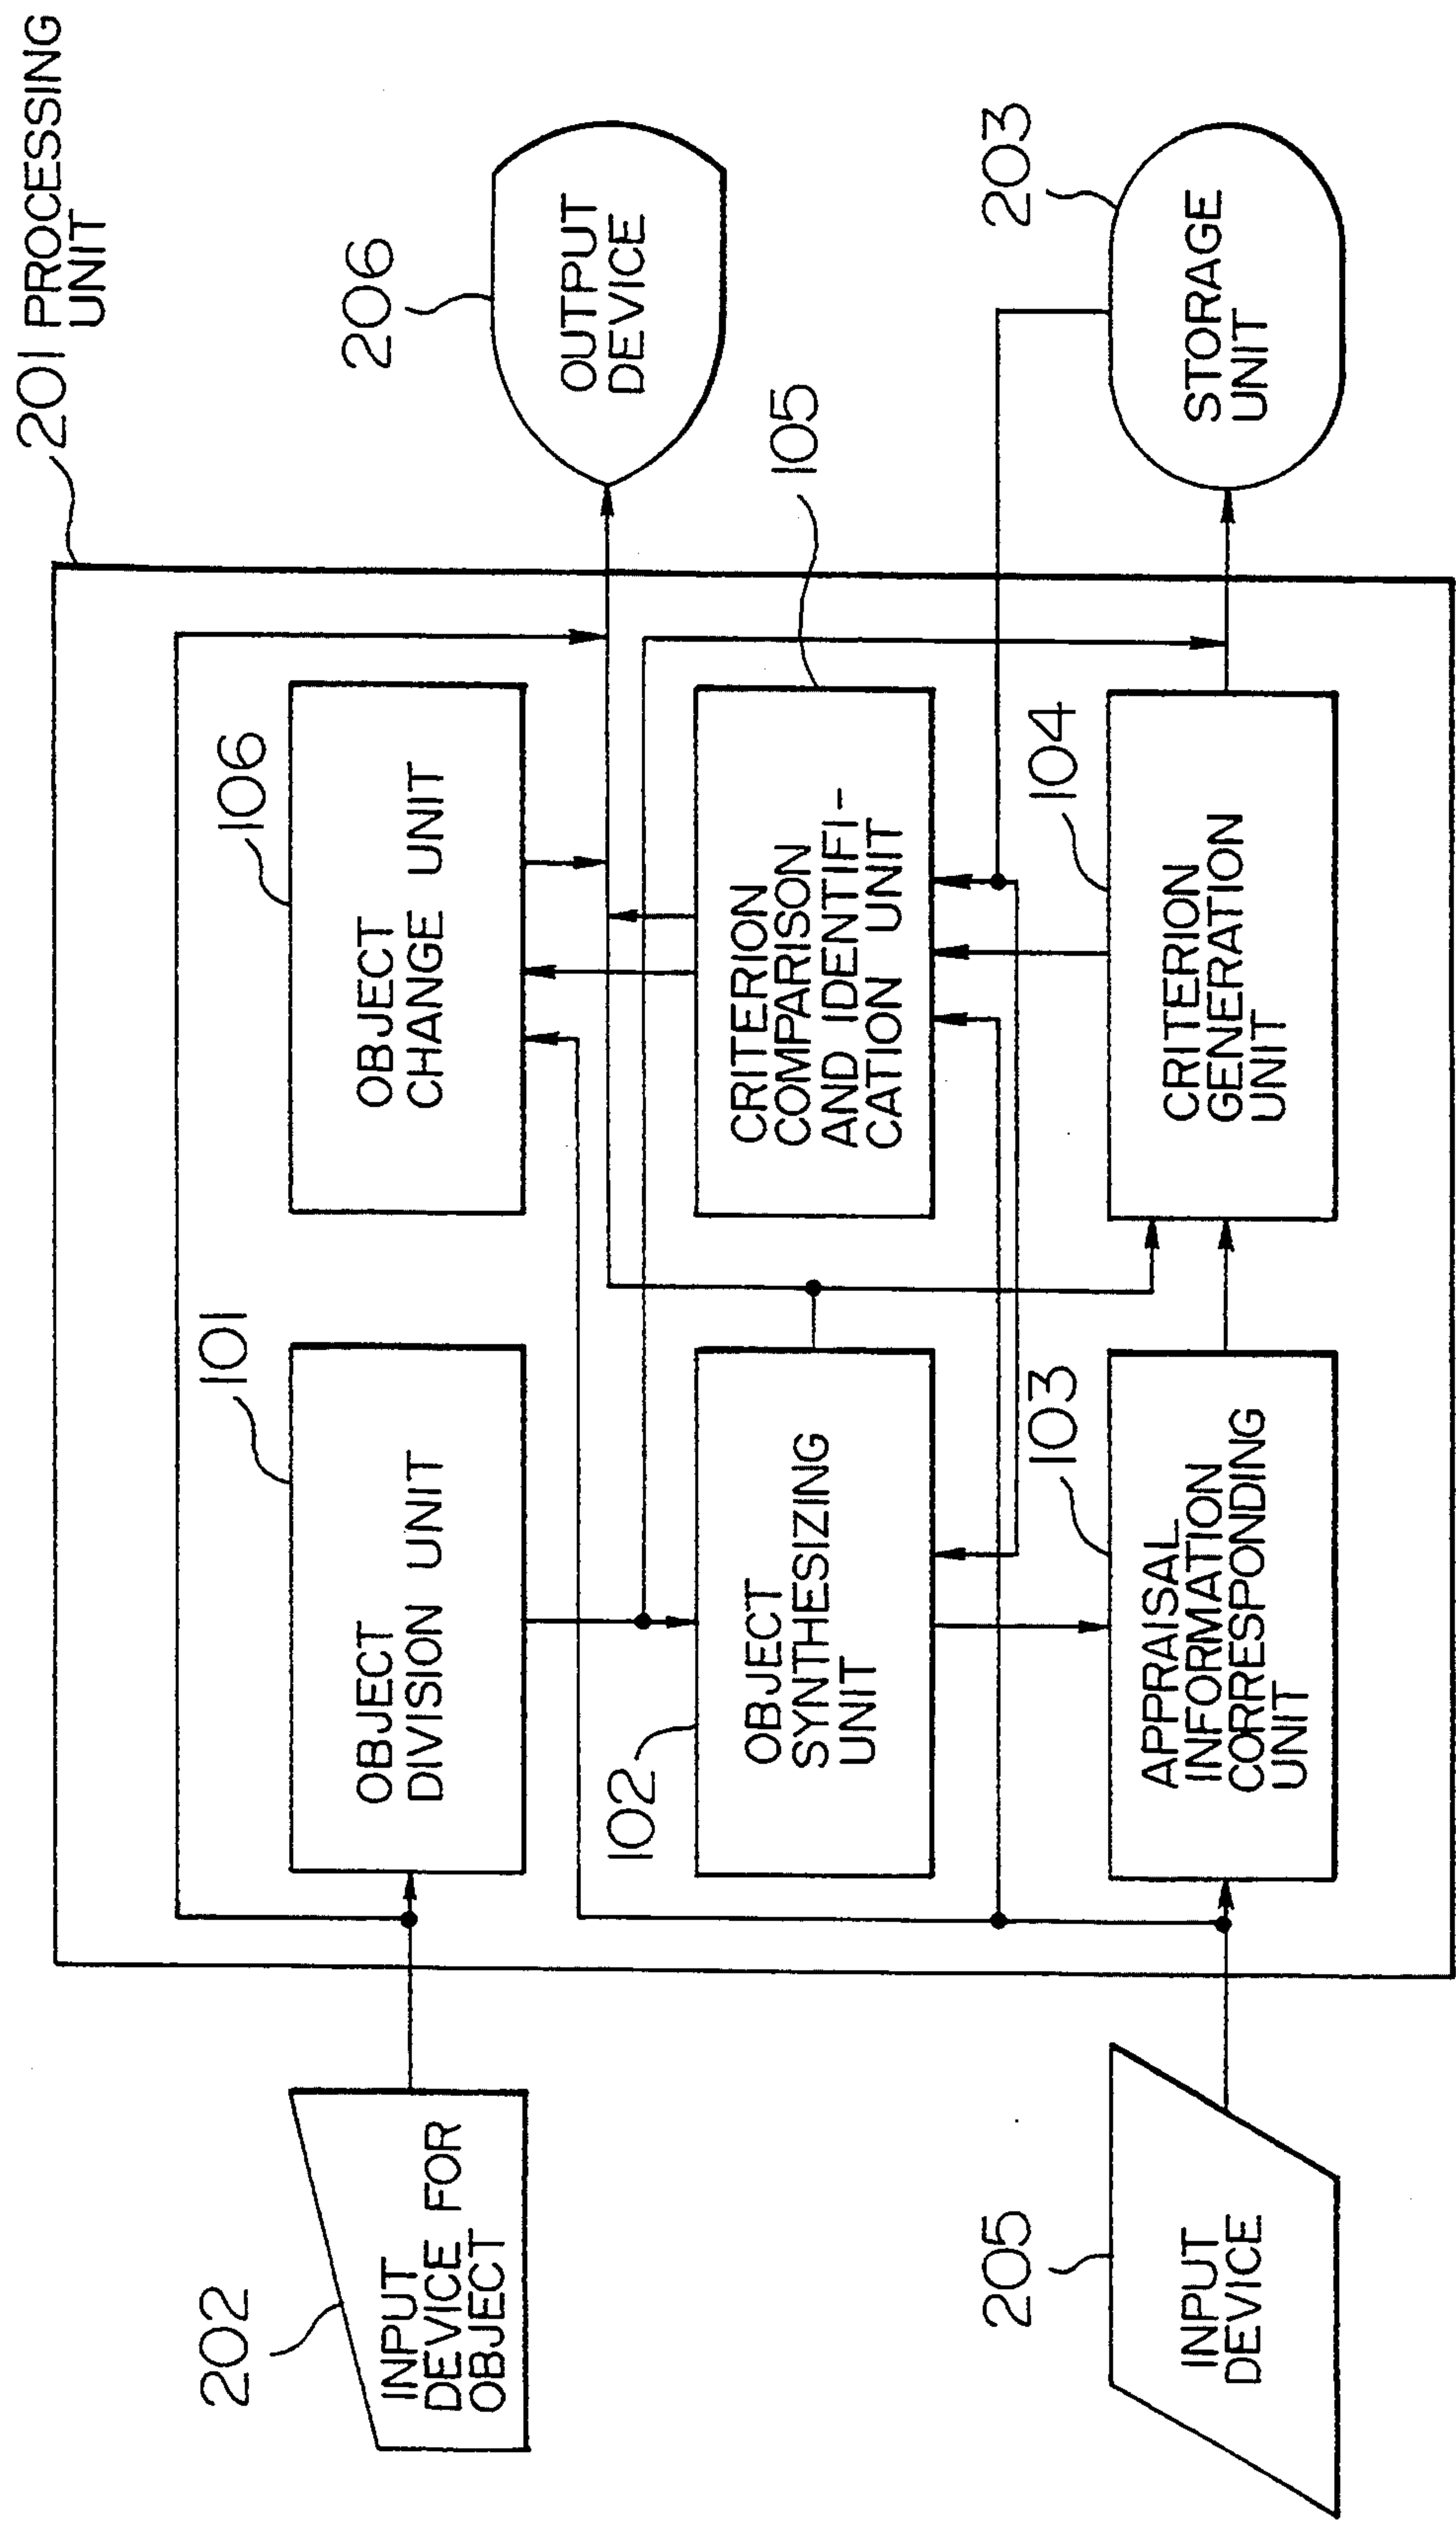 201 PROCESSING
UNIT
202
INPUT
DEVICE FOR
OBJECT
101
OBJECT
DIVISION UNIT
106
OBJECT
CHANGE UNIT
206
OUTPUT
DEVICE
102
OBJECT
SYNTHESIZING
UNIT
105
CRITERION
COMPARISON
AND IDENTIFI-
CATION UNIT
205
INPUT
DEVICE
103
APPRAISAL
INFORMATION
CORRESPONDING
UNIT
104
CRITERION
GENERATION
UNIT
203
STORAGE
UNIT